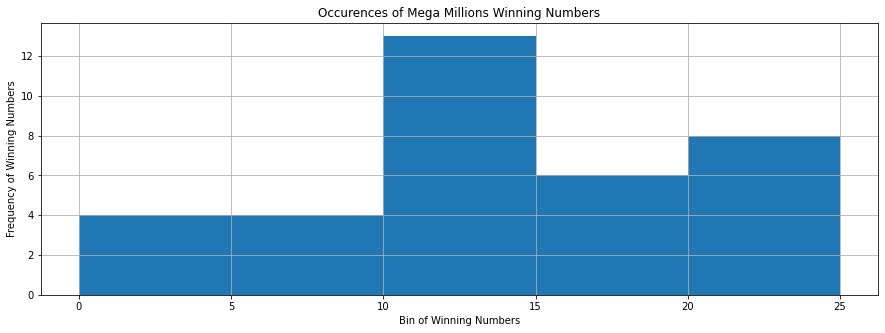 Occurences of Mega Millions Winning Numbers
Frequency of Winning Numbers
12
10
8
6
4
2
0
0 5 10 15 20 25
Bin of Winning Numbers